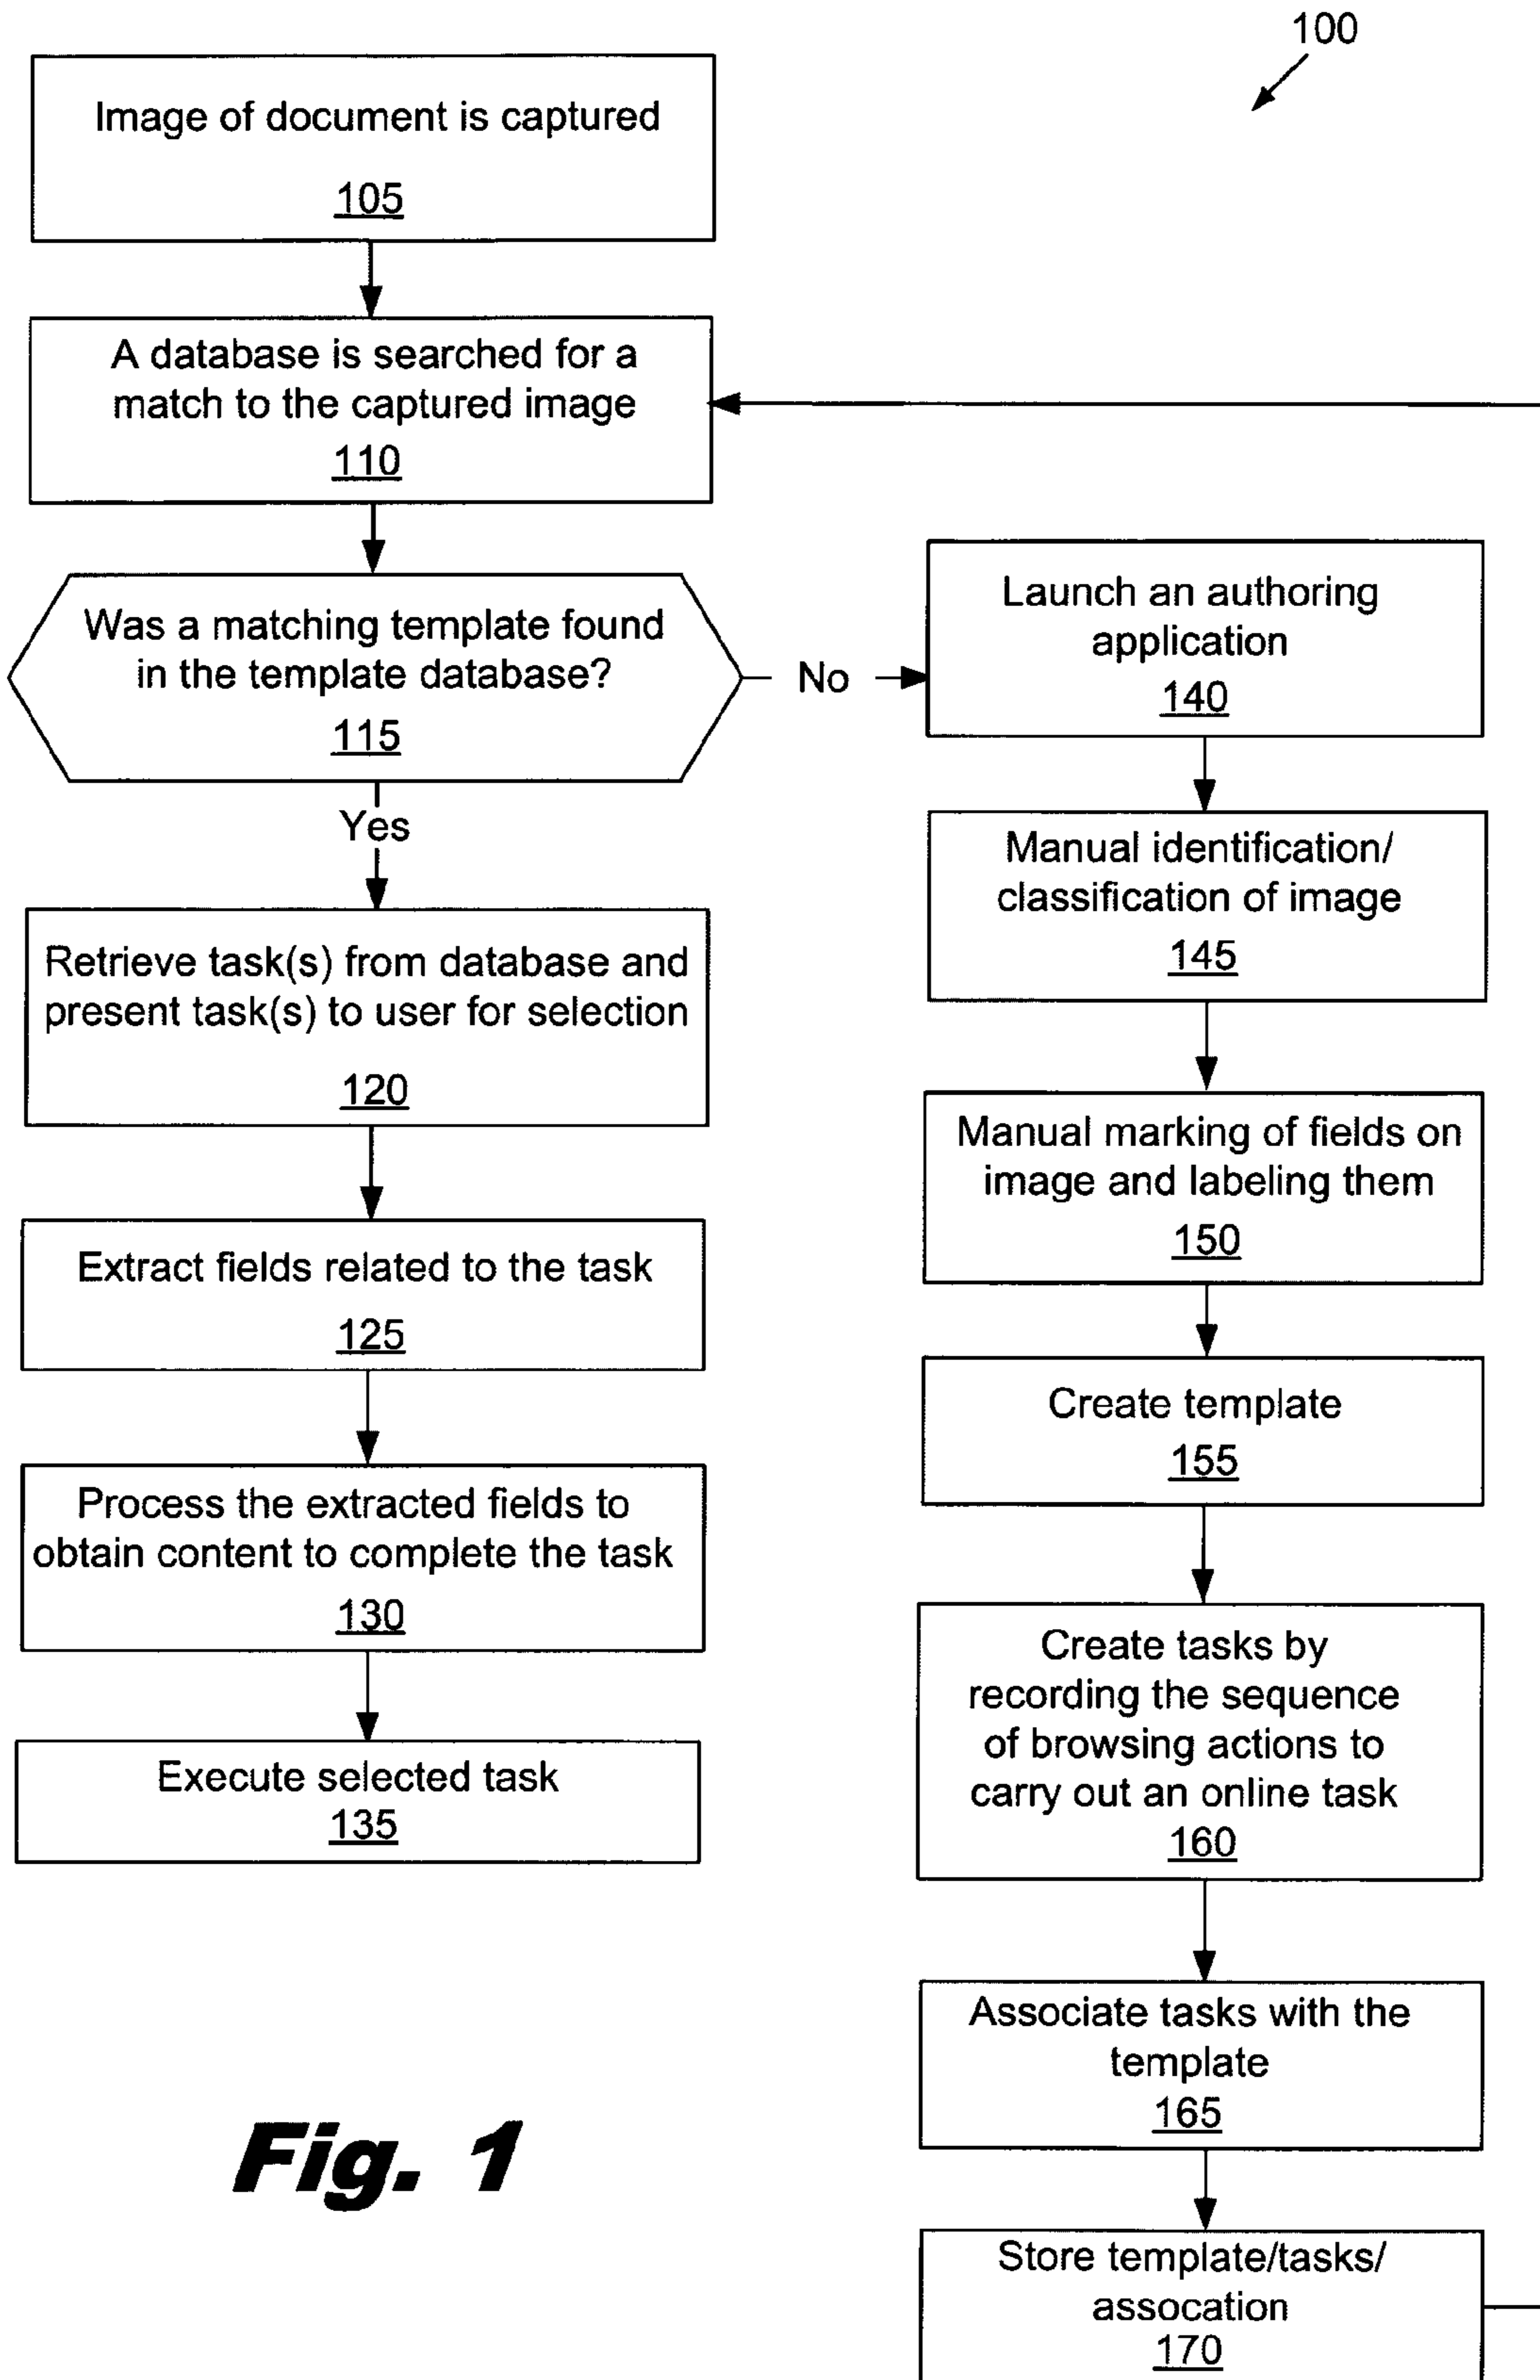 100
Image of document is captured
105
A database is searched for a
match to the captured image
110
Was a matching template found
in the template database?
115
No
Yes
Retrieve task(s) from database and
present task(s) to user for selection
120
Extract fields related to the task
125
Process the extracted fields to
obtain content to complete the task
130
Execute selected task
135
Launch an authoring
application
140
Manual identification/
classification of image
145
Manual marking of fields on
image and labeling them
150
Create template
155
Create tasks by
recording the sequence
of browsing actions to
carry out an online task
160
Associate tasks with the
template
165
Store template/tasks/
assocation
170
Fig. 1